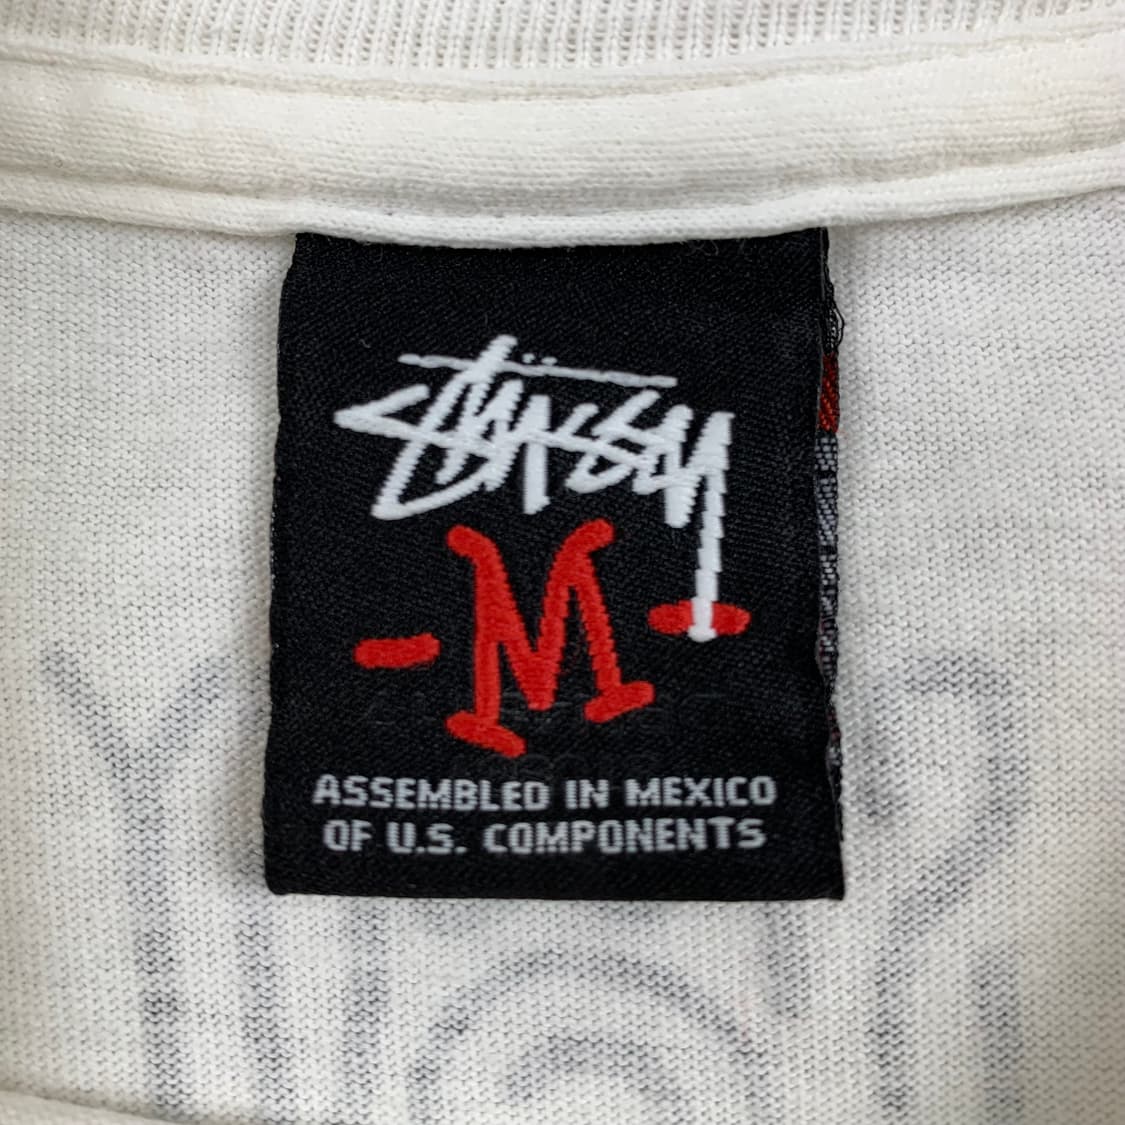 Stüssy
-M-
ASSEMBLED IN MEXICO
OF U.S. COMPONENTS